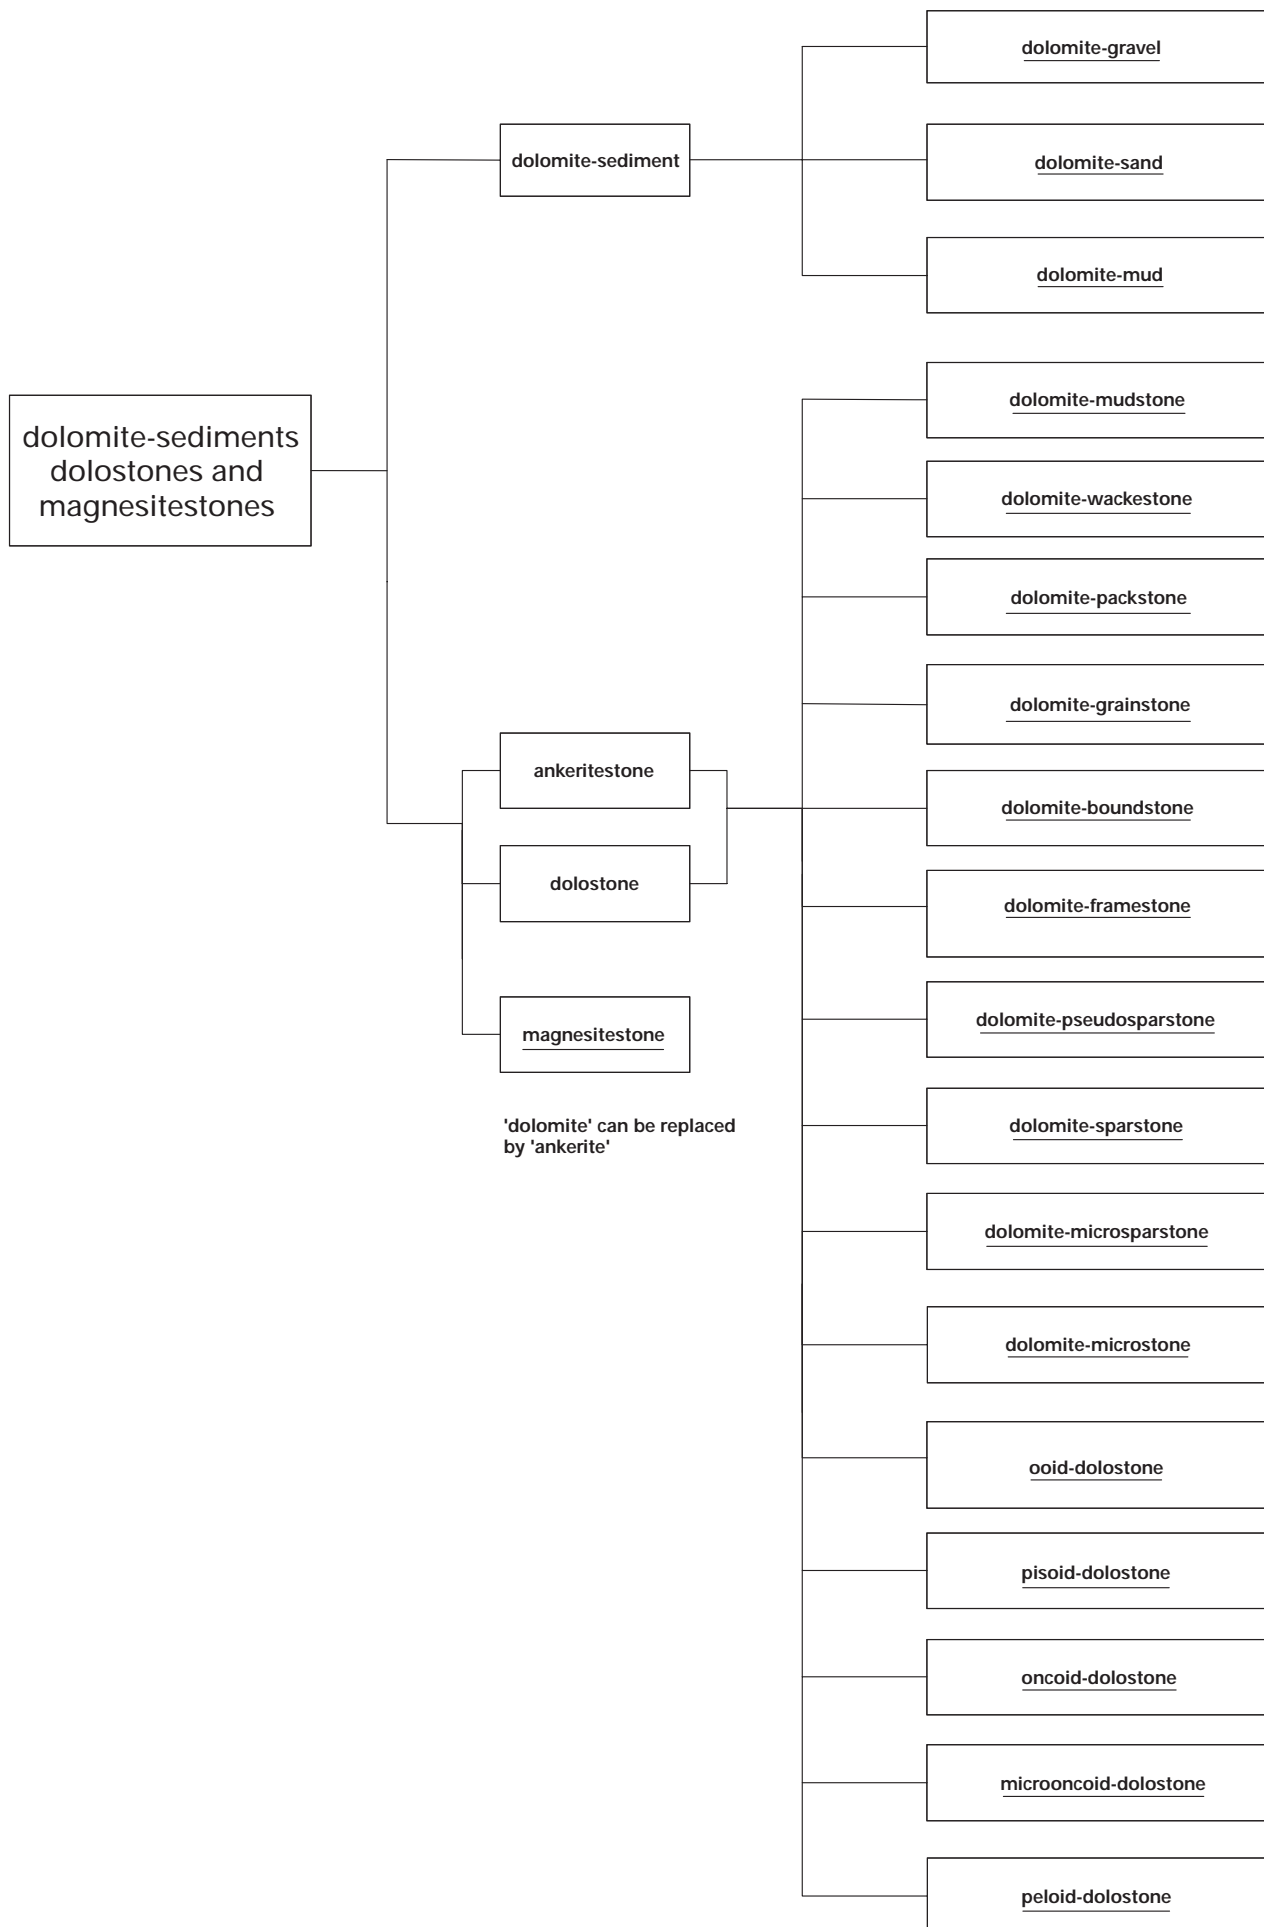 dolomite-gravel
dolomite-sediment
dolomite-sand
dolomite-mud
dolomite-sediments
dolostones and
magnesitestones
dolomite-mudstone
dolomite-wackestone
dolomite-packstone
dolomite-grainstone
ankeritestone
dolomite-boundstone
dolostone
dolomite-framestone
magnesitestone
dolomite-pseudosparstone
'dolomite' can be replaced
by 'ankerite'
dolomite-sparstone
dolomite-microsparstone
dolomite-microstone
ooid-dolostone
pisoid-dolostone
oncoid-dolostone
microoncoid-dolostone
peloid-dolostone